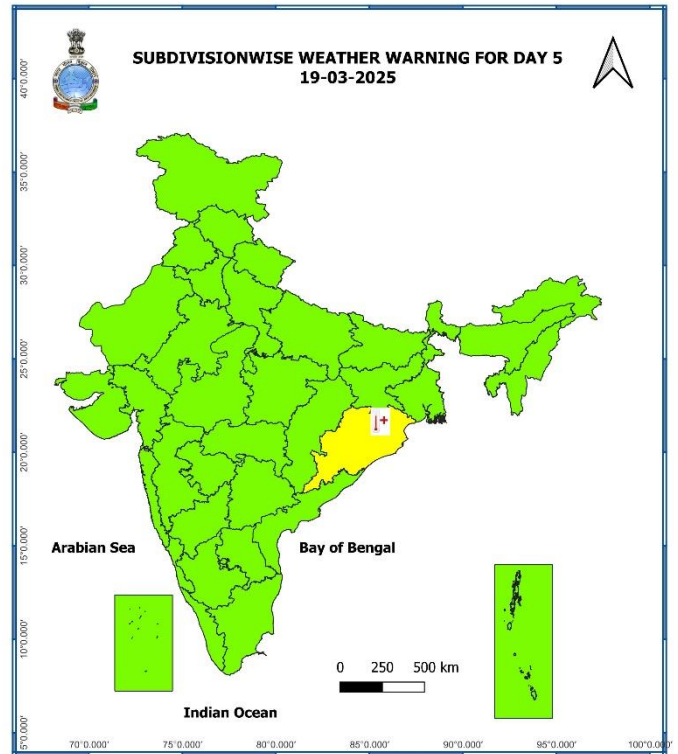 SUBDIVISIONWISE WEATHER WARNING FOR DAY 5
19-03-2025
40°0.000'
35°0.000'
30°0.000'
25°0.000'
20°0.000'
15°0.000'
10°0.000'
5°0.000'
+
Arabian Sea
Bay of Bengal
0 250 500 km
Indian Ocean
70°0.000' 75°0.000' 80°0.000' 85°0.000' 90°0.000' 95°0.000' 100°0.000'